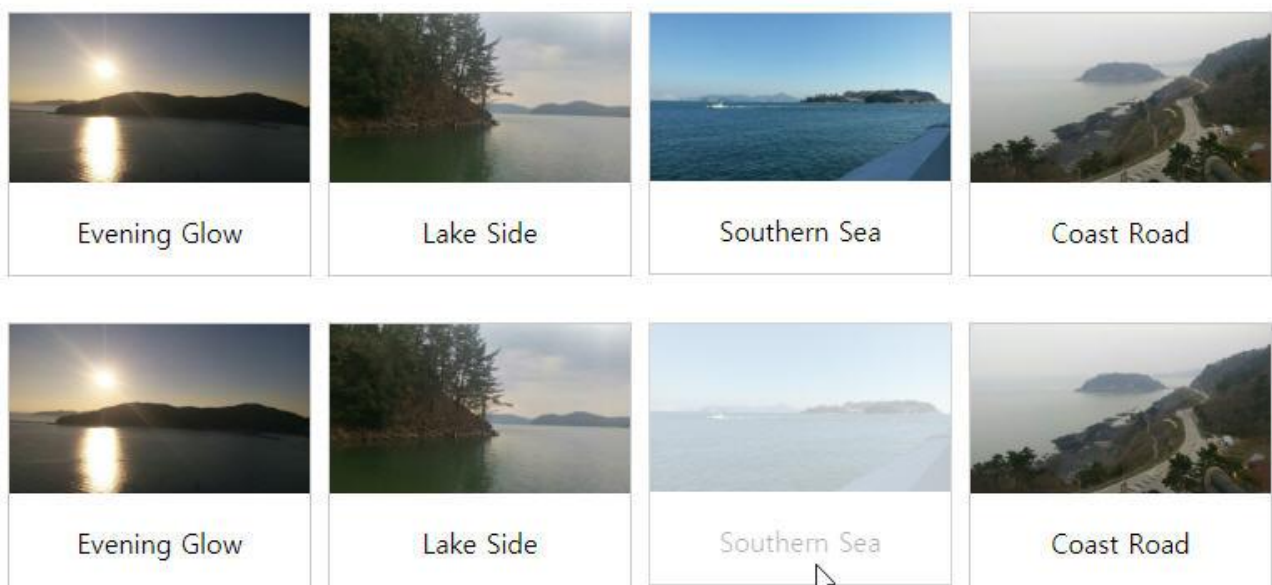 Evening Glow
Lake Side
Southern Sea
Coast Road
Evening Glow
Lake Side
Southern Sea
Coast Road